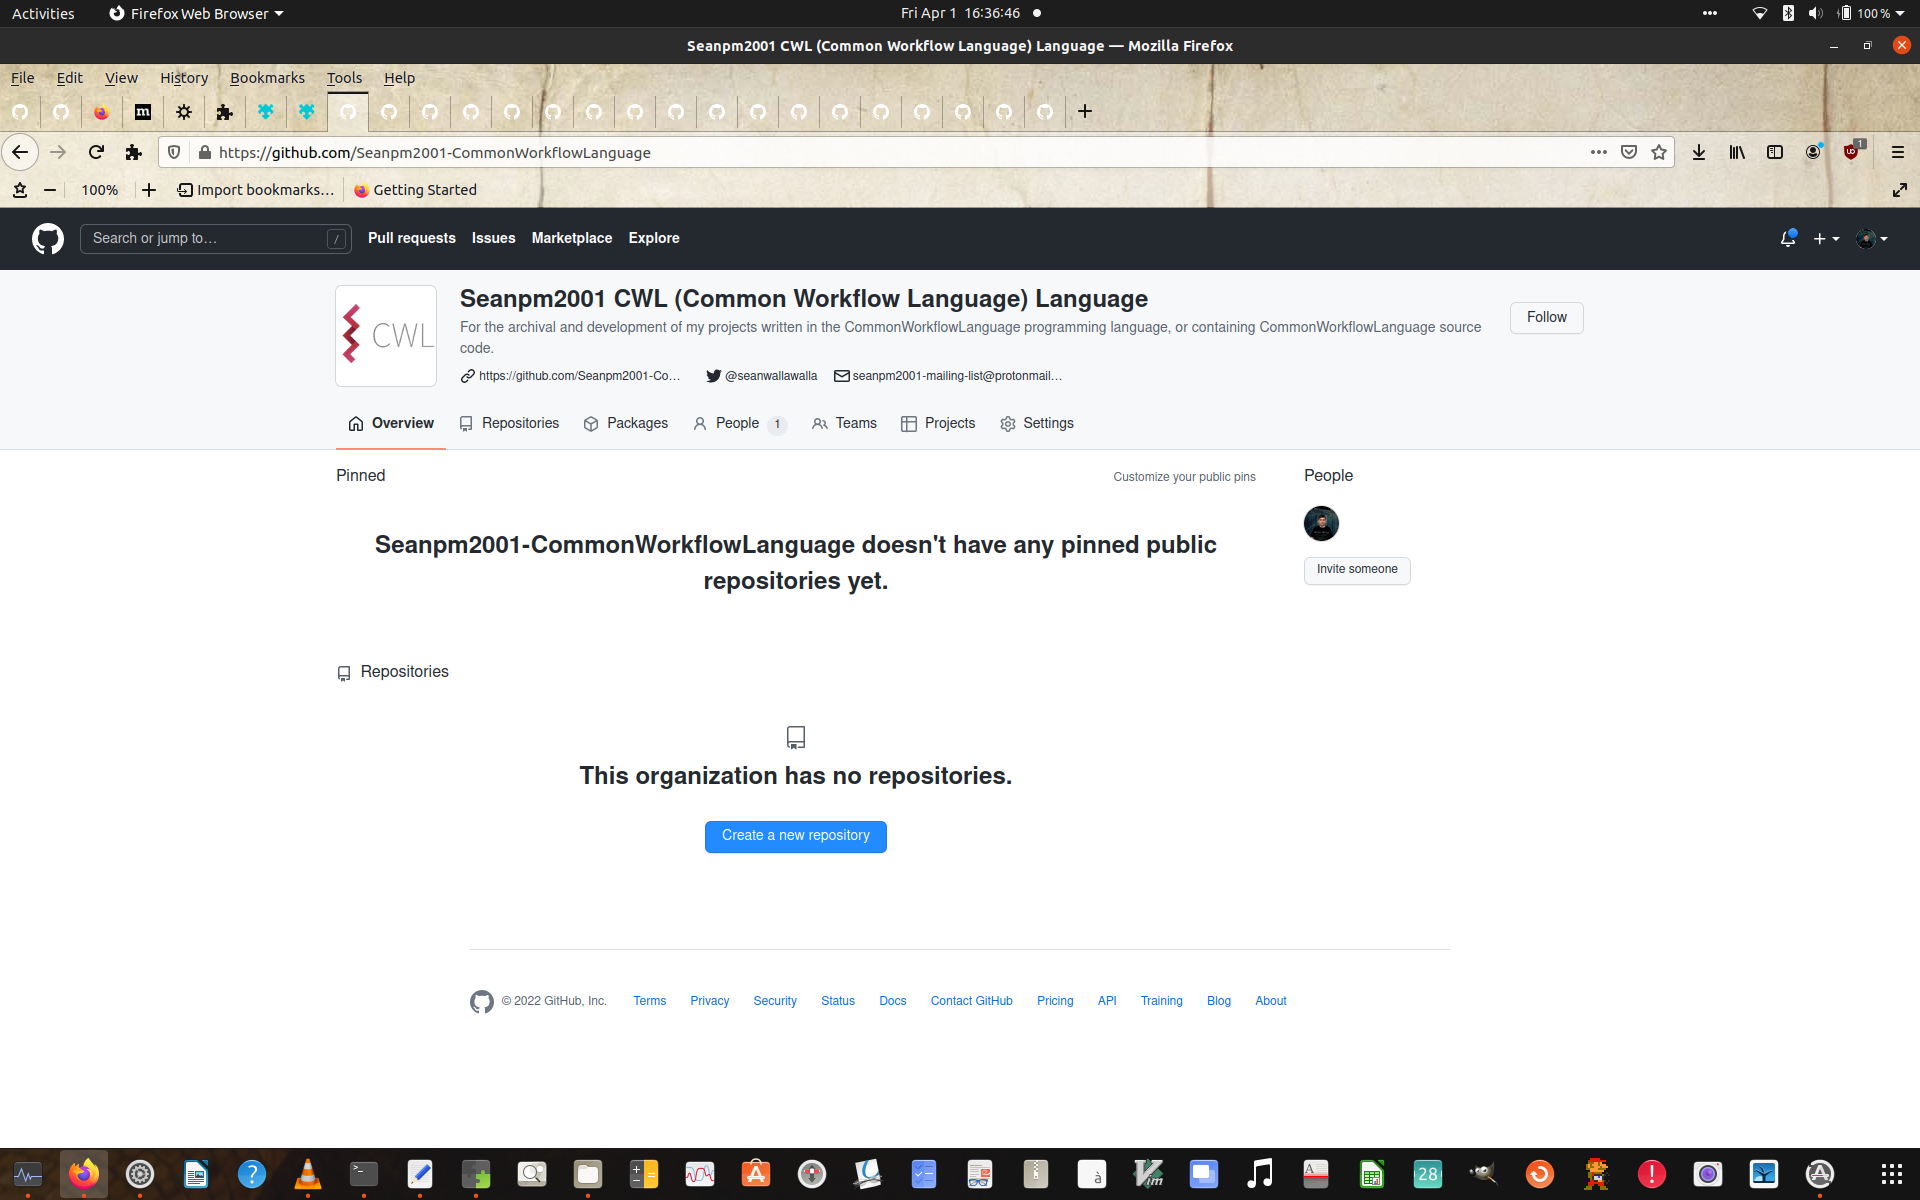 Activities
Firefox Web Browser
Fri Apr 1 16:36:46
100 %
Seanpm2001 CWL (Common Workflow Language) Language — Mozilla Firefox
File Edit View History Bookmarks Tools Help
https://github.com/Seanpm2001-CommonWorkflowLanguage
1
100%
Import bookmarks…
Getting Started
Search or jump to…
/
Pull requests Issues Marketplace Explore
CWL
Seanpm2001 CWL (Common Workflow Language) Language
For the archival and development of my projects written in the CommonWorkflowLanguage programming language, or containing CommonWorkflowLanguage source
code.
Follow
https://github.com/Seanpm2001-Co…
@seanwallawalla
seanpm2001-mailing-list@protonmail…
Overview Repositories Packages People 1 Teams Projects Settings
Pinned
Customize your public pins
People
Seanpm2001-CommonWorkflowLanguage doesn't have any pinned public
repositories yet.
Invite someone
Repositories
This organization has no repositories.
Create a new repository
© 2022 GitHub, Inc. Terms Privacy Security Status Docs Contact GitHub Pricing API Training Blog About
28